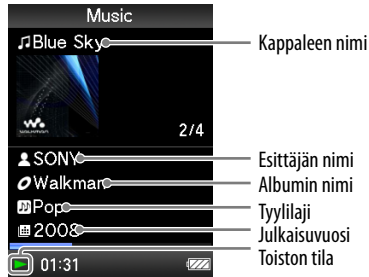 Music
Blue Sky
Kappaleen nimi
WALKMAN
2/4
SONY
Esittäjän nimi
Walkman
Albumin nimi
Pop
Tyylilaji
2008
Julkaisuvuosi
Toiston tila
01:31